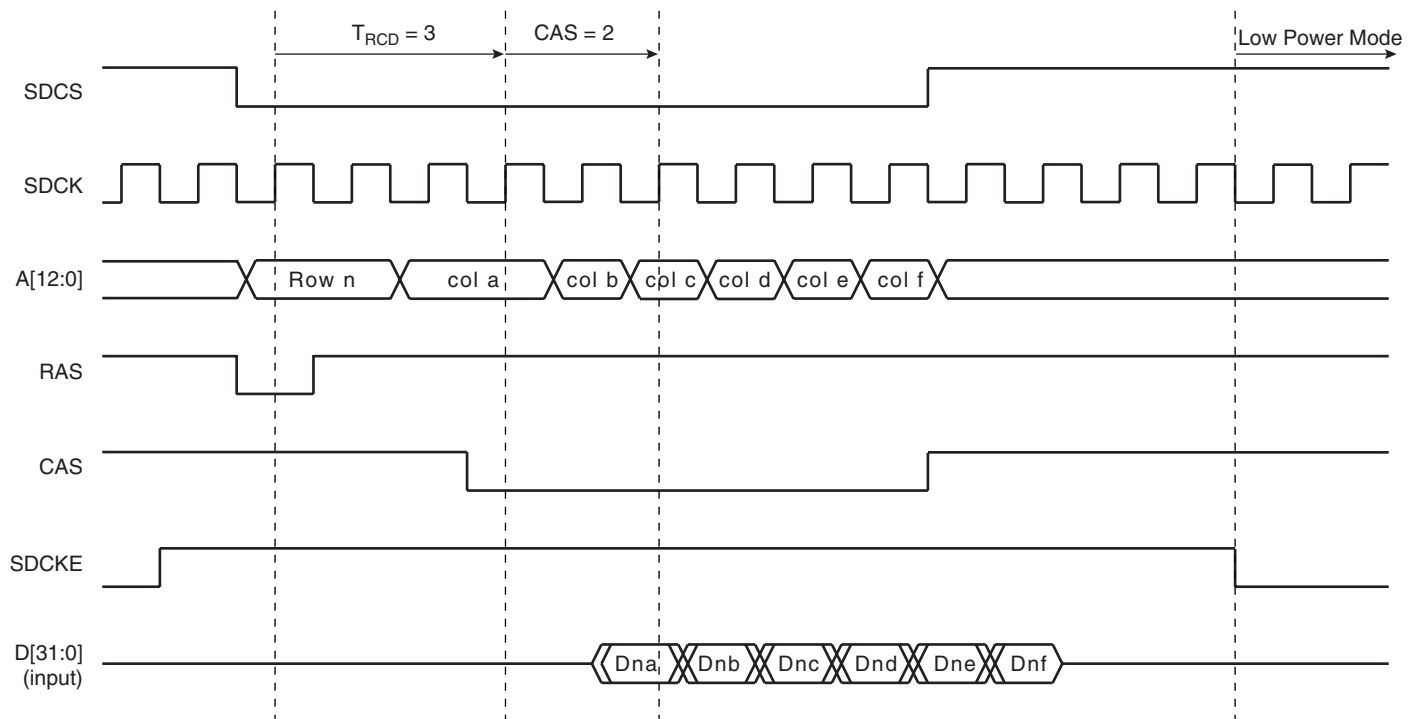 T_RCD = 3
CAS = 2
Low Power Mode
SDCS
SDCK
A[12:0]
Row n
col a
col b
col c
col d
col e
col f
RAS
CAS
SDCKE
D[31:0]
(input)
Dna
Dnb
Dnc
Dnd
Dne
Dnf